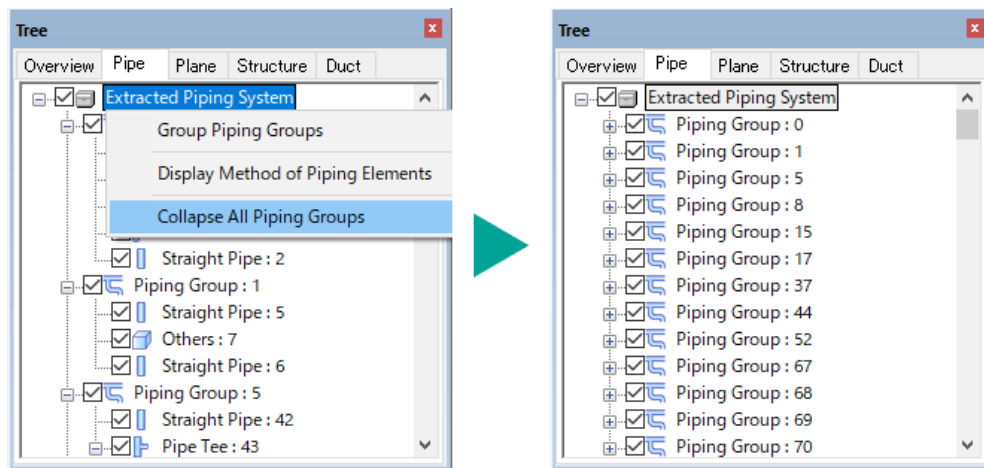 Tree
Overview Pipe Plane Structure Duct
Extracted Piping System
Group Piping Groups
Display Method of Piping Elements
Collapse All Piping Groups
Straight Pipe : 2
Piping Group : 1
Straight Pipe : 5
Others : 7
Straight Pipe : 6
Piping Group : 5
Straight Pipe : 42
Pipe Tee : 43
Tree
Overview Pipe Plane Structure Duct
Extracted Piping System
Piping Group : 0
Piping Group : 1
Piping Group : 5
Piping Group : 8
Piping Group : 15
Piping Group : 17
Piping Group : 37
Piping Group : 44
Piping Group : 52
Piping Group : 67
Piping Group : 68
Piping Group : 69
Piping Group : 70